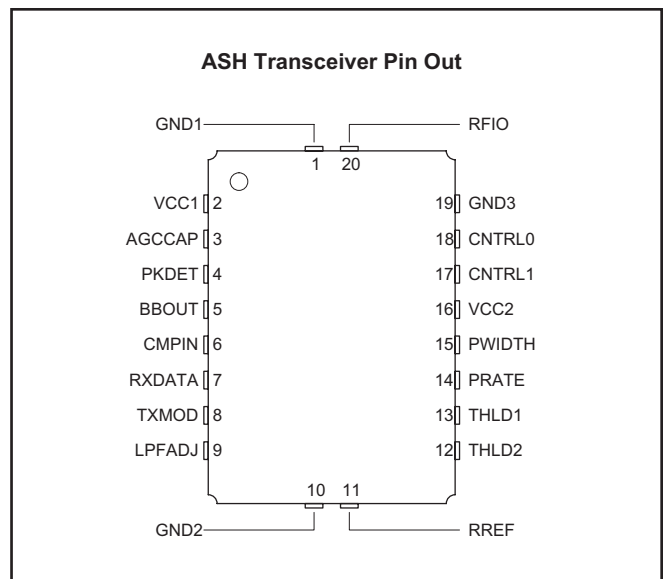 ASH Transceiver Pin Out
GND1 RFIO
1 20
VCC1 2 19 GND3
AGCCAP 3 18 CNTRL0
PKDET 4 17 CNTRL1
BBOUT 5 16 VCC2
CMPIN 6 15 PWIDTH
RXDATA 7 14 PRATE
TXMOD 8 13 THLD1
LPFADJ 9 12 THLD2
10 11
GND2 RREF